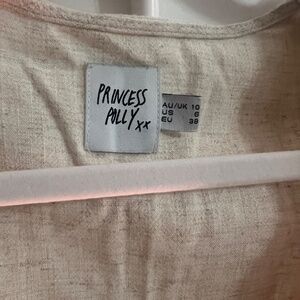 PRINCESS
POLLY xx
AU/UK 10
US 6
EU 38